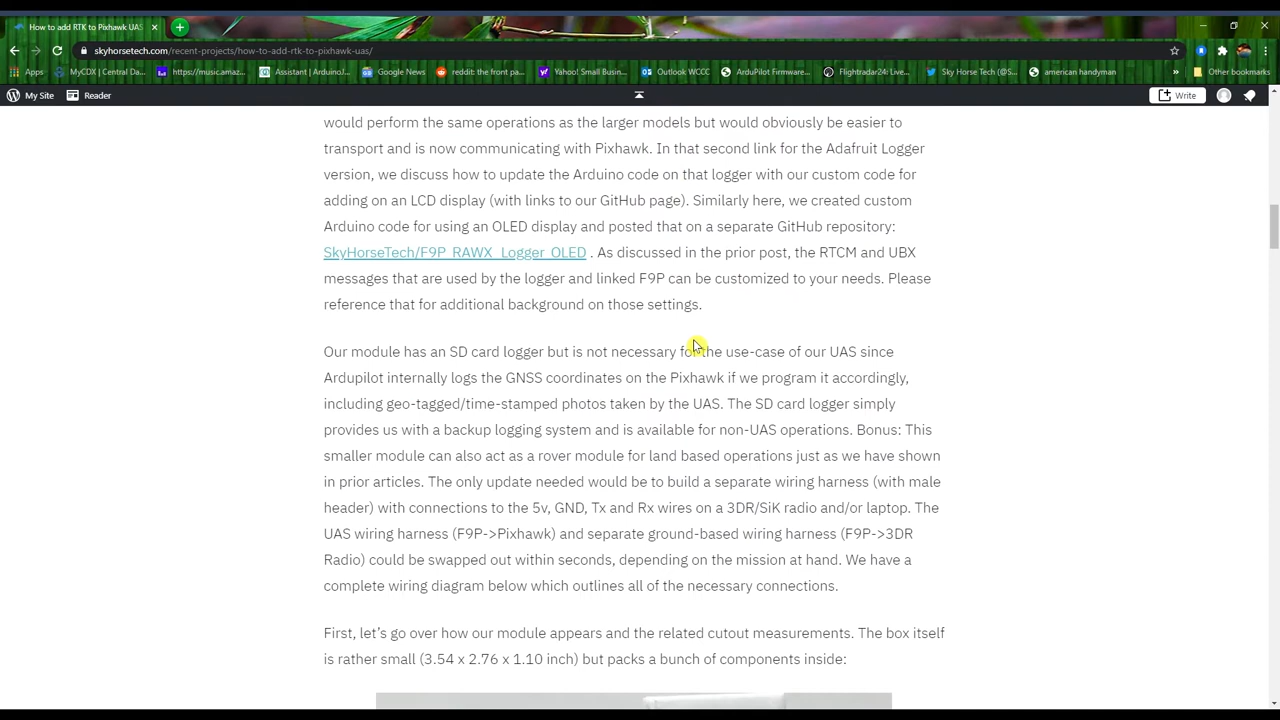 How to add RTK to Pixhawk UAS
skyhorsetech.com/recent-projects/how-to-add-rtk-to-pixhawk-uas/
Apps
MyCDX | Central Da...
https://music.amaz...
Assistant | ArduinoJ...
Google News
reddit: the front pa...
Yahoo! Small Busin...
Outlook WCCC
ArduPilot Firmware...
Flightradar24: Live...
Sky Horse Tech (@S...
american handyman
»
Other bookmarks
My Site
Reader
Write
would perform the same operations as the larger models but would obviously be easier to
transport and is now communicating with Pixhawk. In that second link for the Adafruit Logger
version, we discuss how to update the Arduino code on that logger with our custom code for
adding on an LCD display (with links to our GitHub page). Similarly here, we created custom
Arduino code for using an OLED display and posted that on a separate GitHub repository:
SkyHorseTech/F9P_RAWX_Logger_OLED . As discussed in the prior post, the RTCM and UBX
messages that are used by the logger and linked F9P can be customized to your needs. Please
reference that for additional background on those settings.
Our module has an SD card logger but is not necessary for the use-case of our UAS since
Ardupilot internally logs the GNSS coordinates on the Pixhawk if we program it accordingly,
including geo-tagged/time-stamped photos taken by the UAS. The SD card logger simply
provides us with a backup logging system and is available for non-UAS operations. Bonus: This
smaller module can also act as a rover module for land based operations just as we have shown
in prior articles. The only update needed would be to build a separate wiring harness (with male
header) with connections to the 5v, GND, Tx and Rx wires on a 3DR/SiK radio and/or laptop. The
UAS wiring harness (F9P->Pixhawk) and separate ground-based wiring harness (F9P->3DR
Radio) could be swapped out within seconds, depending on the mission at hand. We have a
complete wiring diagram below which outlines all of the necessary connections.
First, let's go over how our module appears and the related cutout measurements. The box itself
is rather small (3.54 x 2.76 x 1.10 inch) but packs a bunch of components inside: